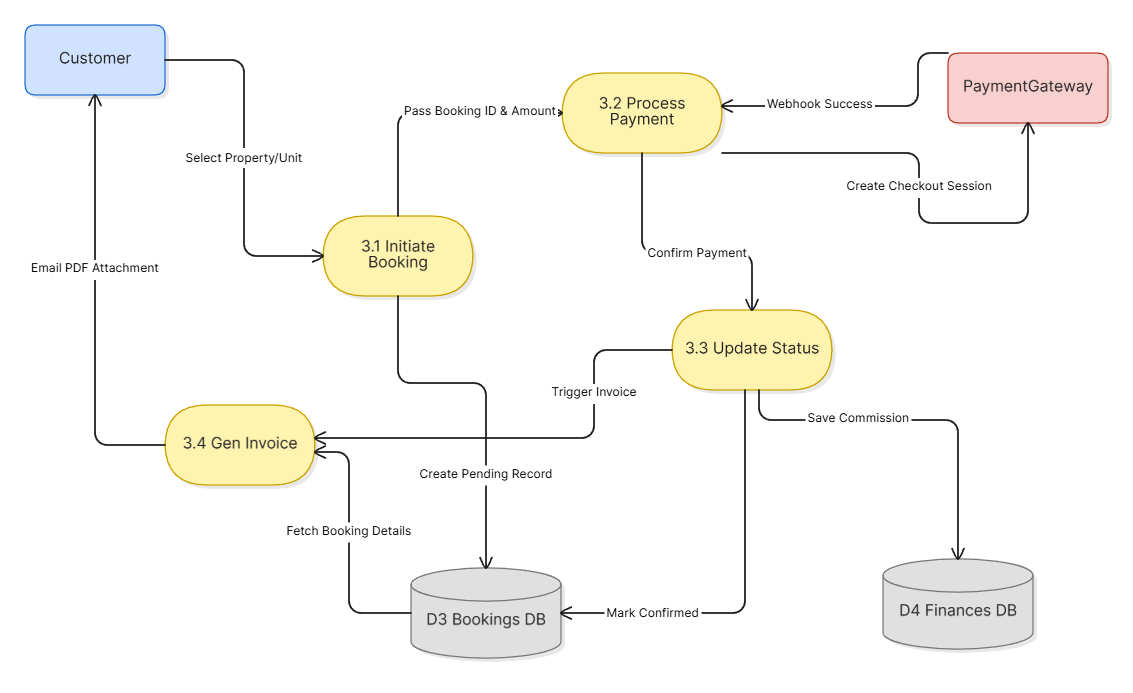 Customer
PaymentGateway
Webhook Success
3.2 Process
Payment
Pass Booking ID & Amount
Select Property/Unit
Create Checkout Session
3.1 Initiate
Booking
Confirm Payment
Email PDF Attachment
3.3 Update Status
Trigger Invoice
Save Commission
3.4 Gen Invoice
Create Pending Record
Fetch Booking Details
D3 Bookings DB
Mark Confirmed
D4 Finances DB